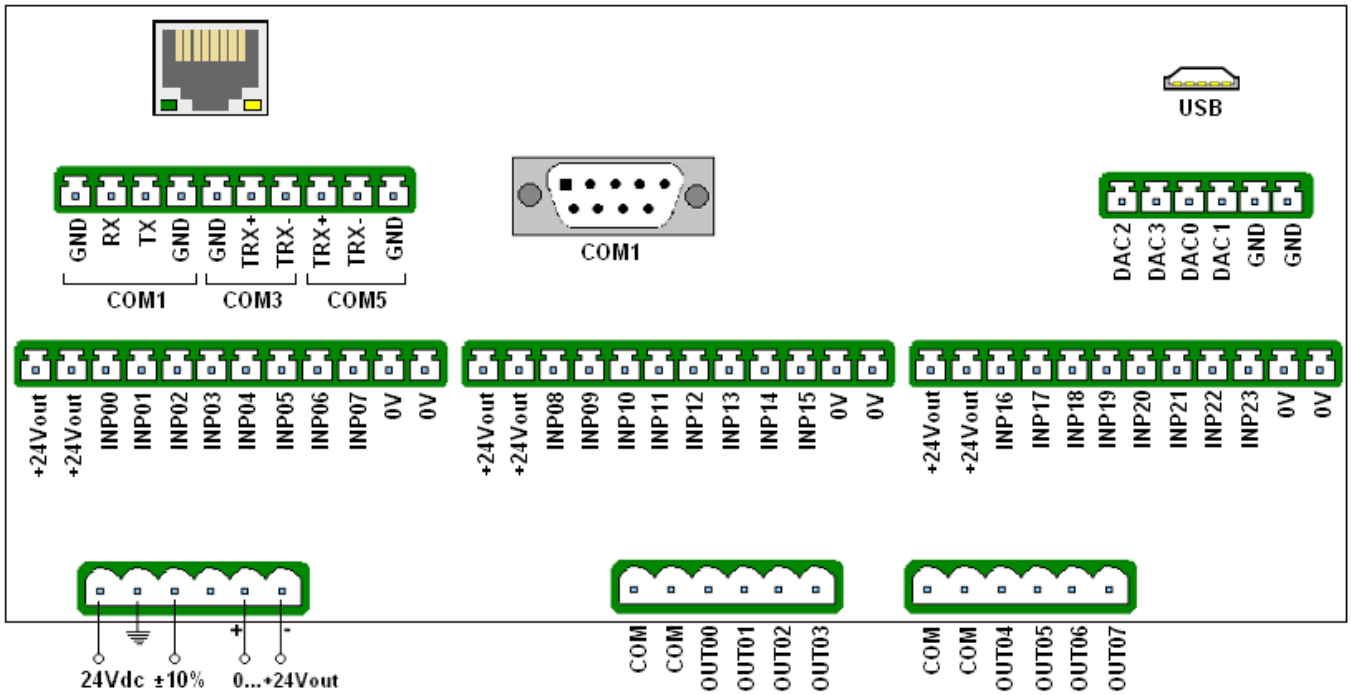 USB
GND RX TX GND GND TRX+ TRX- TRX+ TRX- GND
COM1 COM3 COM5
COM1
DAC2 DAC3 DAC0 DAC1 GND GND
+24Vout +24Vout INP00 INP01 INP02 INP03 INP04 INP05 INP06 INP07 0V 0V
+24Vout +24Vout INP08 INP09 INP10 INP11 INP12 INP13 INP14 INP15 0V 0V
+24Vout +24Vout INP16 INP17 INP18 INP19 INP20 INP21 INP22 INP23 0V 0V
+ -
24Vdc ±10% 0...+24Vout
COM COM OUT00 OUT01 OUT02 OUT03
COM COM OUT04 OUT05 OUT06 OUT07